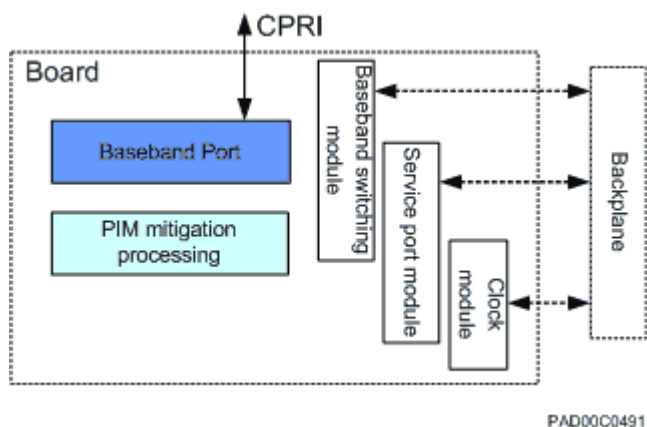 CPRI
Board
Baseband Port
PIM mitigation
processing
Baseband switching
module
Service port module
Clock
module
Backplane
PAD00C0491